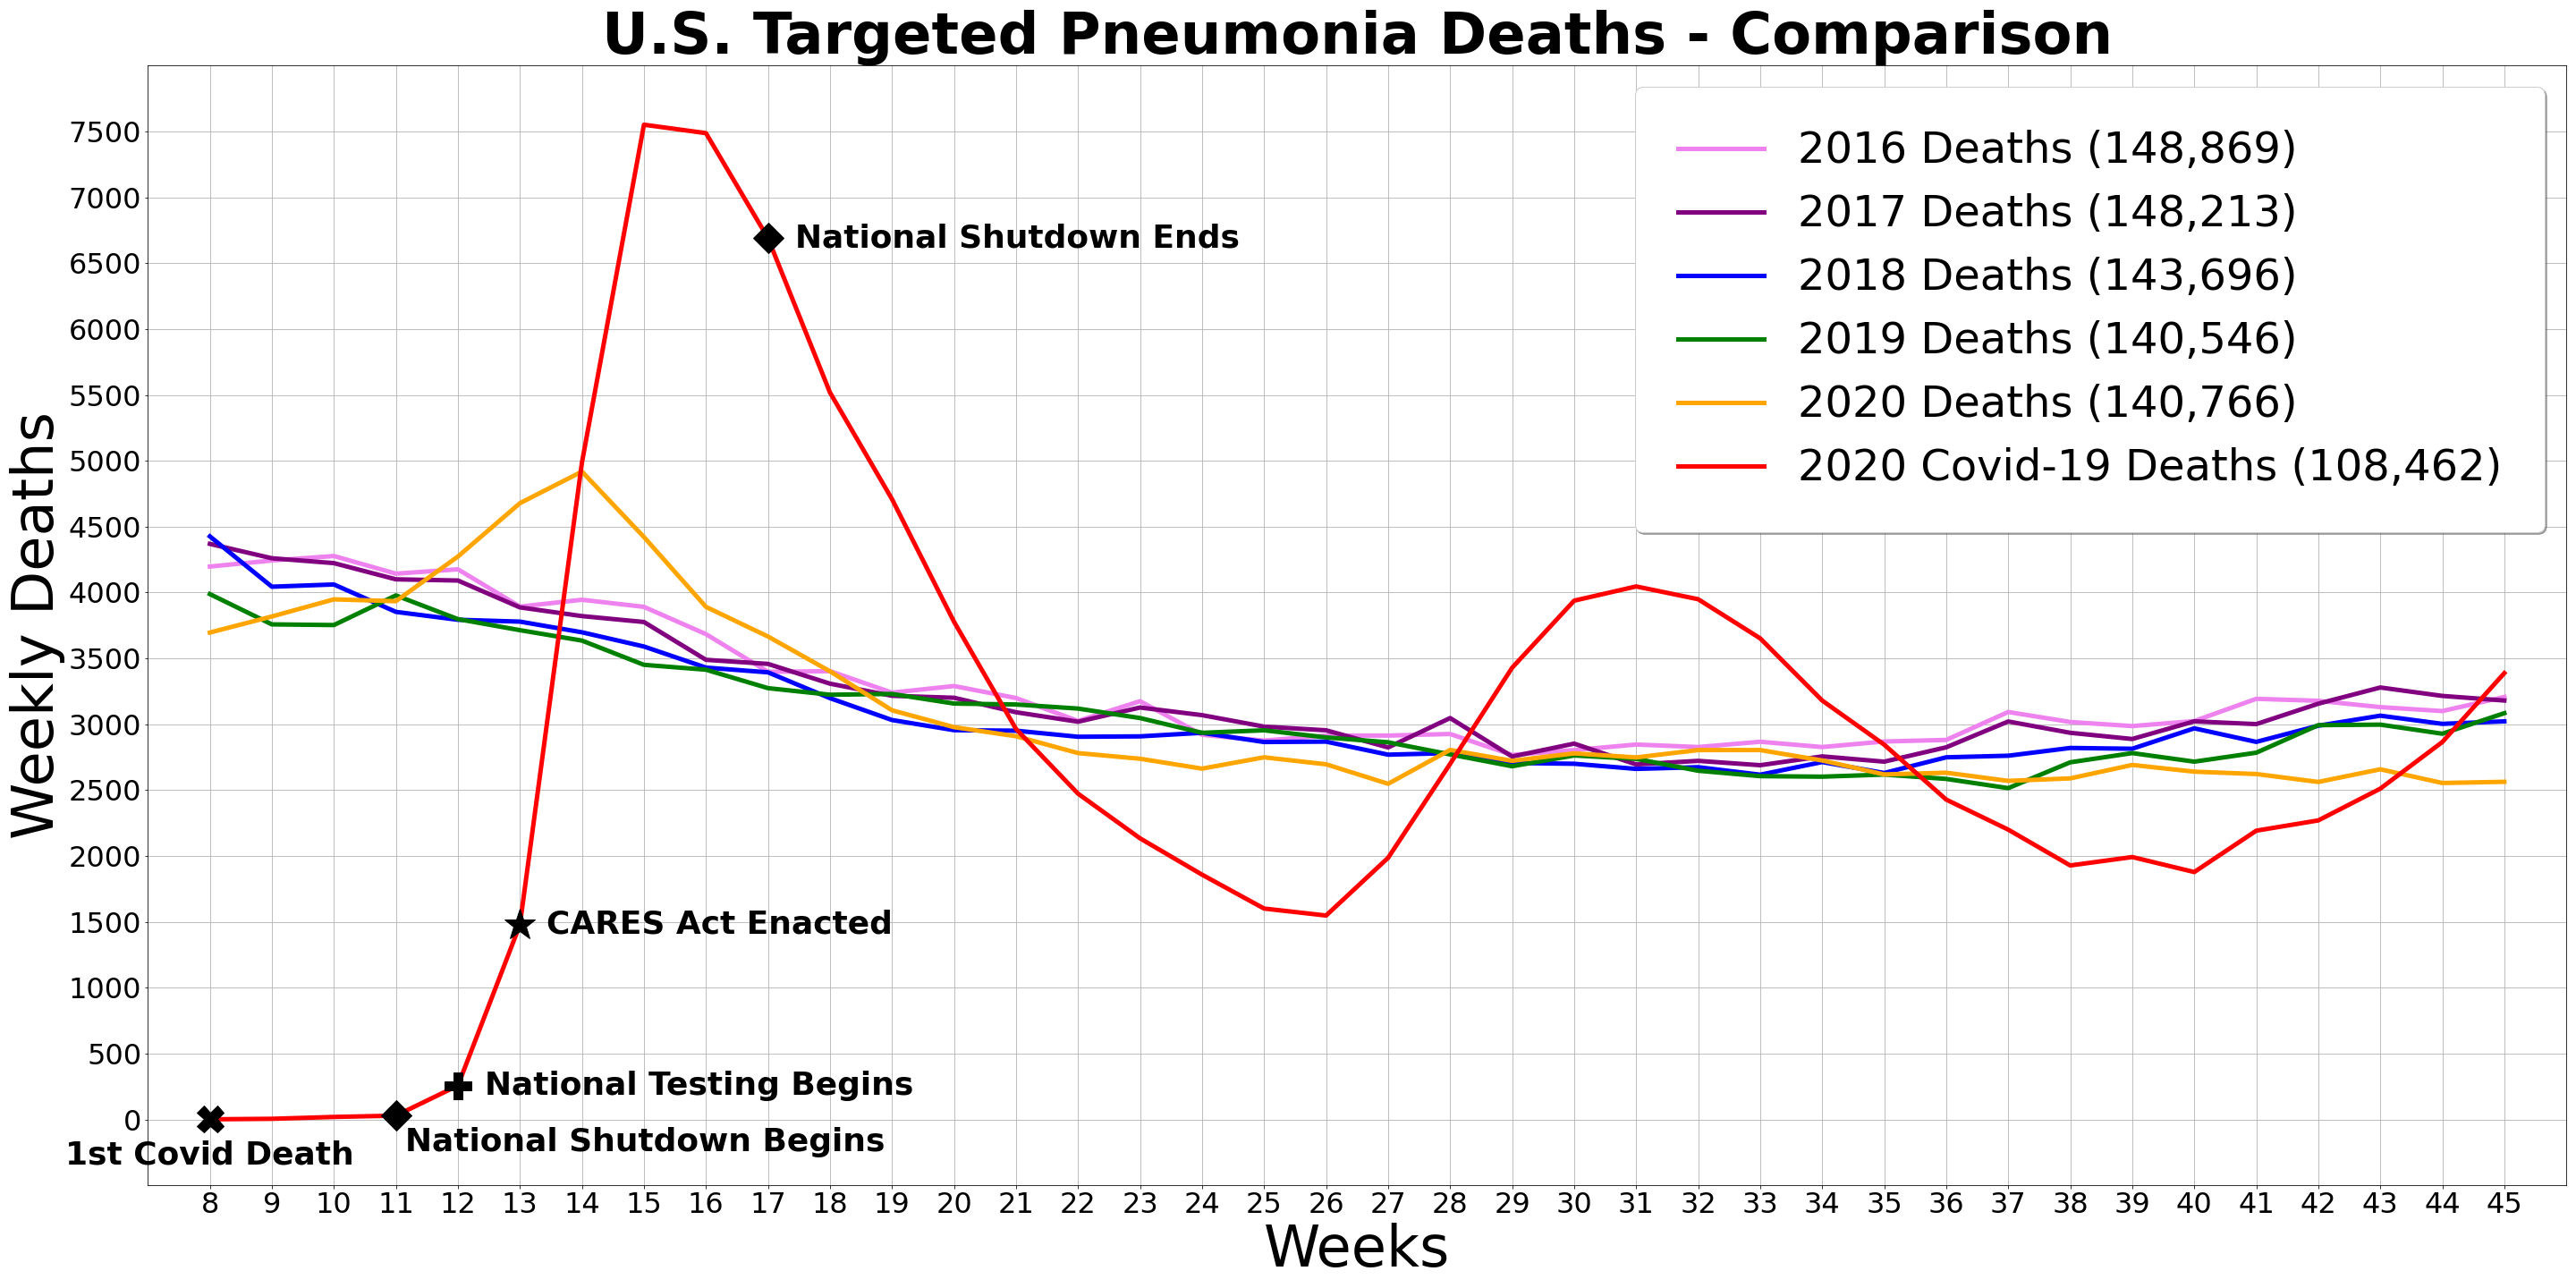 U.S. Targeted Pneumonia Deaths - Comparison
Weekly Deaths
7500
7000
6500
6000
5500
5000
4500
4000
3500
3000
2500
2000
1500
1000
500
0
2016 Deaths (148,869)
2017 Deaths (148,213)
2018 Deaths (143,696)
2019 Deaths (140,546)
2020 Deaths (140,766)
2020 Covid-19 Deaths (108,462)
National Shutdown Ends
CARES Act Enacted
National Testing Begins
National Shutdown Begins
1st Covid Death
8 9 10 11 12 13 14 15 16 17 18 19 20 21 22 23 24 25 26 27 28 29 30 31 32 33 34 35 36 37 38 39 40 41 42 43 44 45
Weeks